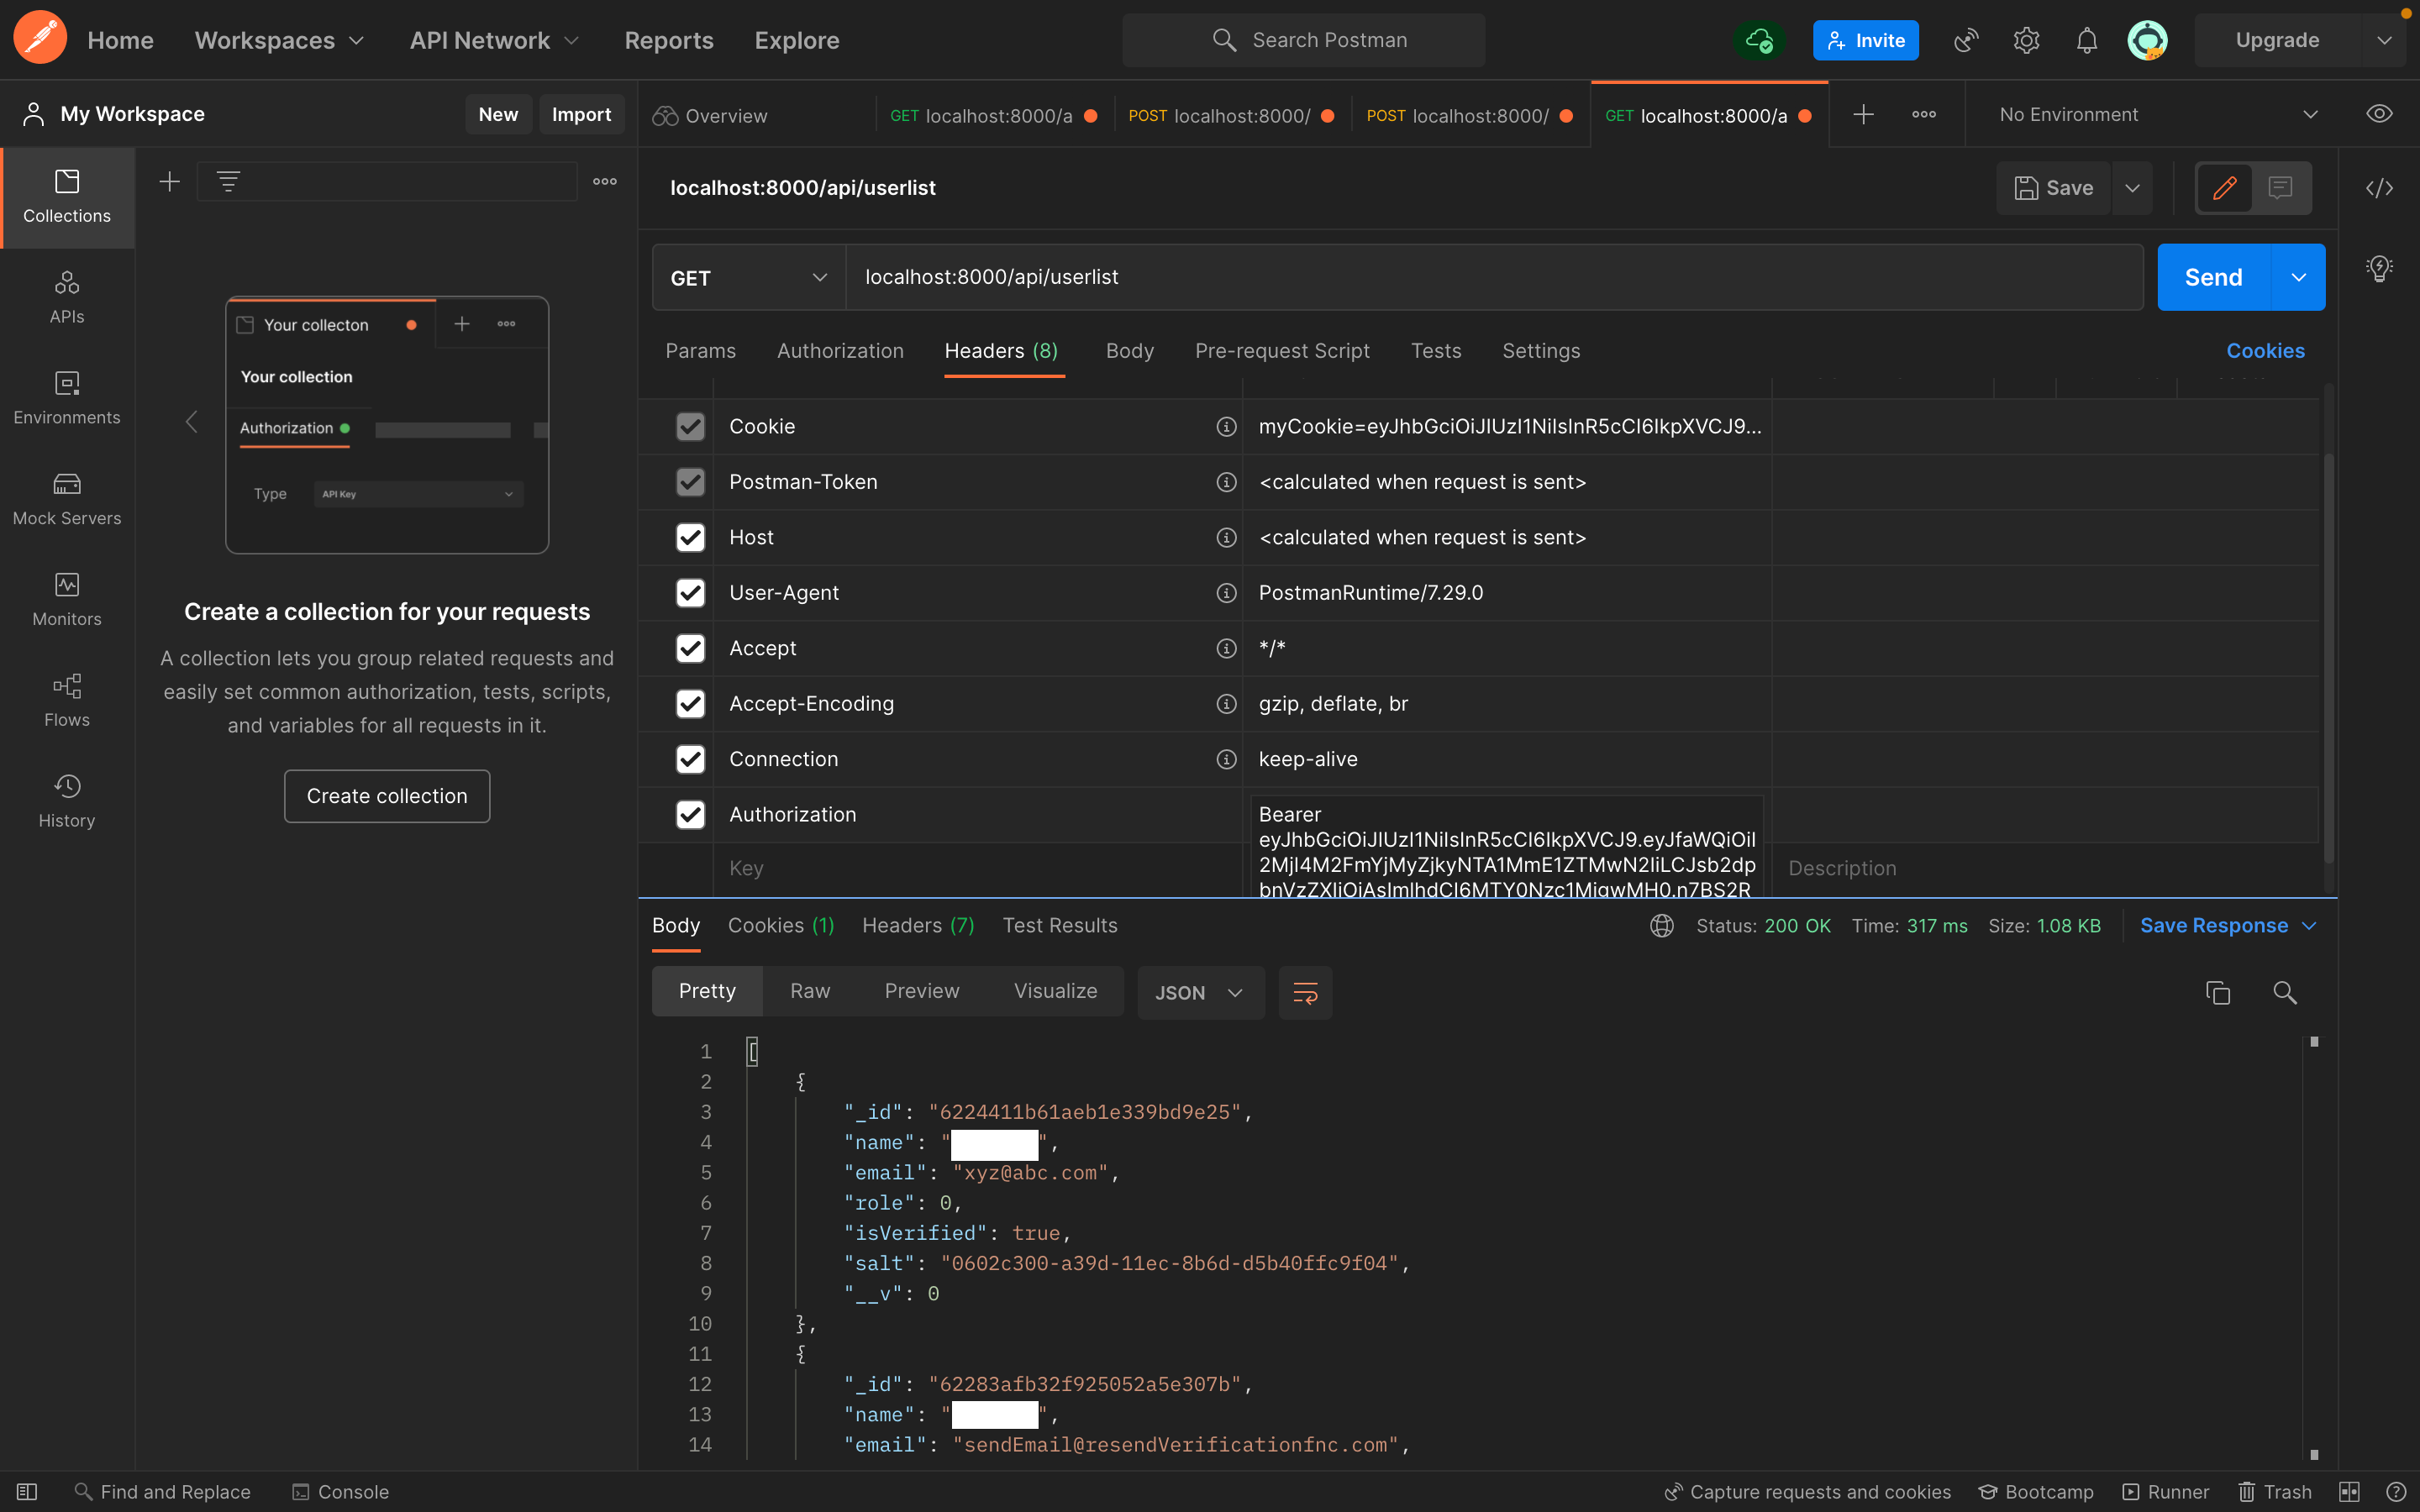 Home
Workspaces
API Network
Reports
Explore
Search Postman
Invite
Upgrade
My Workspace
New
Import
Overview
GET localhost:8000/a
POST localhost:8000/
POST localhost:8000/
GET localhost:8000/a
No Environment
Collections
APIs
Environments
Mock Servers
Monitors
Flows
History
Your collecton
Your collection
Authorization
Type
API Key
Create a collection for your requests
A collection lets you group related requests and
easily set common authorization, tests, scripts,
and variables for all requests in it.
Create collection
localhost:8000/api/userlist
Save
GET
localhost:8000/api/userlist
Send
Params
Authorization
Headers (8)
Body
Pre-request Script
Tests
Settings
Cookies
Cookie
myCookie=eyJhbGciOiJIUzI1NiIsInR5cCI6IkpXVCJ9...
Postman-Token
<calculated when request is sent>
Host
<calculated when request is sent>
User-Agent
PostmanRuntime/7.29.0
Accept
*/*
Accept-Encoding
gzip, deflate, br
Connection
keep-alive
Authorization
Bearer
eyJhbGciOiJIUzI1NiIsInR5cCI6IkpXVCJ9.eyJfaWQiOiI
2MjI4M2FmYjMyZjkyNTA1MmE1ZTMwN2IiLCJsb2dp
bnVzZXIiOiAsImlhdCI6MTY0Nzc1MjgwMH0.n7BS2R
Key
Description
Body
Cookies (1)
Headers (7)
Test Results
Status: 200 OK
Time: 317 ms
Size: 1.08 KB
Save Response
Pretty
Raw
Preview
Visualize
JSON
1 [
2 {
3 "_id": "6224411b61aeb1e339bd9e25",
4 "name": "",
5 "email": "xyz@abc.com",
6 "role": 0,
7 "isVerified": true,
8 "salt": "0602c300-a39d-11ec-8b6d-d5b40ffc9f04",
9 "__v": 0
10 },
11 {
12 "_id": "62283afb32f925052a5e307b",
13 "name": "",
14 "email": "sendEmail@resendVerificationfnc.com",
Find and Replace
Console
Capture requests and cookies
Bootcamp
Runner
Trash